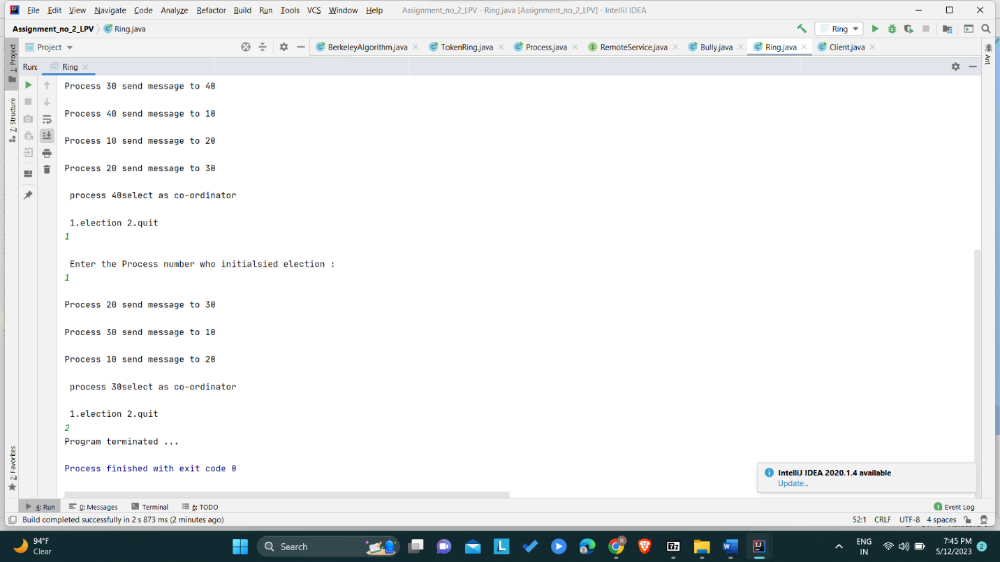 File Edit View Navigate Code Analyze Refactor Build Run Tools VCS Window Help Assignment_no_2_LPV - Ring.java [Assignment_no_2_LPV] - IntelliJ IDEA
Assignment_no_2_LPV Ring.java Ring
Project BerkeleyAlgorithm.java TokenRing.java Process.java RemoteService.java Bully.java Ring.java Client.java
1: Project
Ant
Run: Ring
Process 30 send message to 40
Process 40 send message to 10
7: Structure
Process 10 send message to 20
Process 20 send message to 30
process 40select as co-ordinator
1.election 2.quit
1
Enter the Process number who initialsied election :
1
Process 20 send message to 30
Process 30 send message to 10
Process 10 send message to 20
process 30select as co-ordinator
1.election 2.quit
2
Program terminated ...
2: Favorites
Process finished with exit code 0
IntelliJ IDEA 2020.1.4 available
Update...
4: Run 0: Messages Terminal 6: TODO 1 Event Log
Build completed successfully in 2 s 873 ms (2 minutes ago) 52:1 CRLF UTF-8 4 spaces
94°F
Clear
Search
ENG
IN
7:45 PM
5/12/2023
2